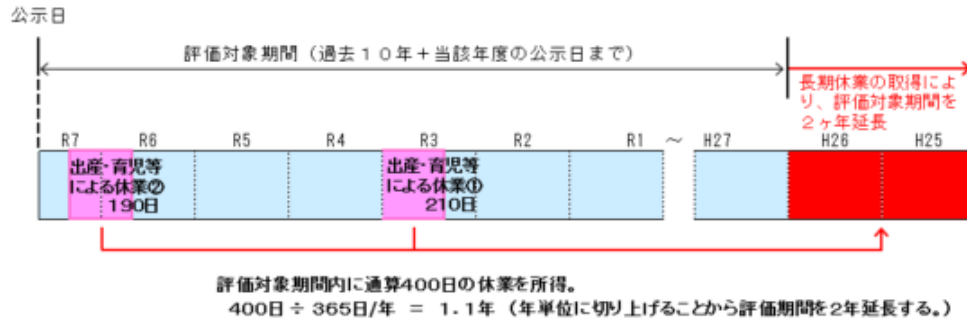 公示日
評価対象期間（過去１０年＋当該年度の公示日まで）
長期休業の取得によ
り、評価対象期間を
２ヶ年延長
R7 R6 R5 R4 R3 R2 R1 ～ H27 H26 H25
出産・育児等
による休業②
190日
出産・育児等
による休業①
210日
評価対象期間内に通算400日の休業を所得。
400日 ÷ 365日/年 ＝ 1.1年 （年単位に切り上げることから評価期間を2年延長する。）